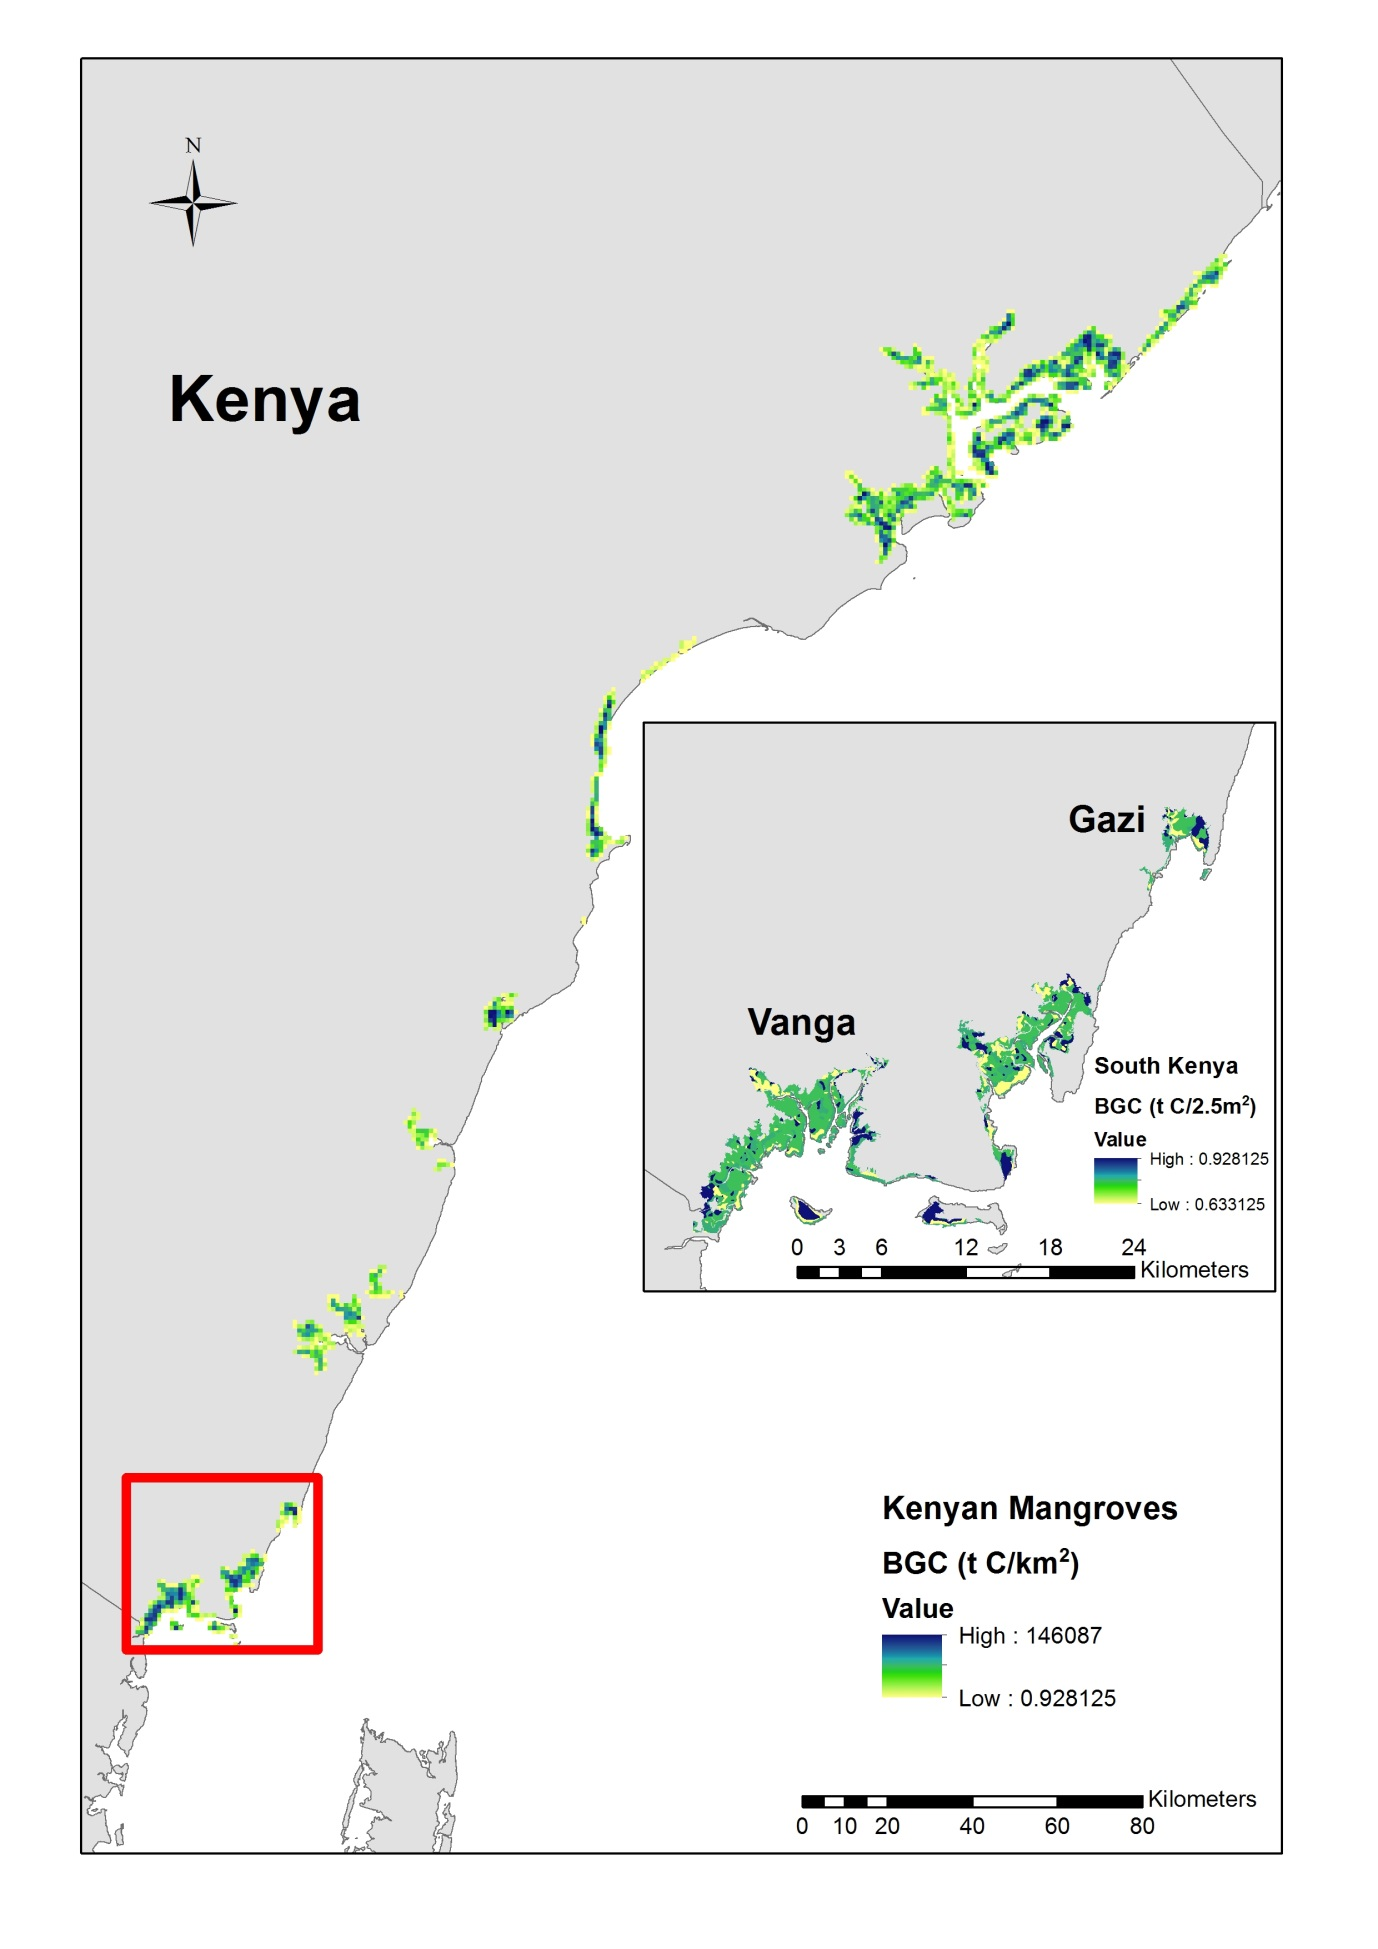 N
Kenya
Gazi
Vanga
South Kenya
BGC (t C/2.5m²)
Value
High : 0.928125
Low : 0.633125
0 3 6 12 18 24
Kilometers
Kenyan Mangroves
BGC (t C/km²)
Value
High : 146087
Low : 0.928125
Kilometers
0 10 20 40 60 80